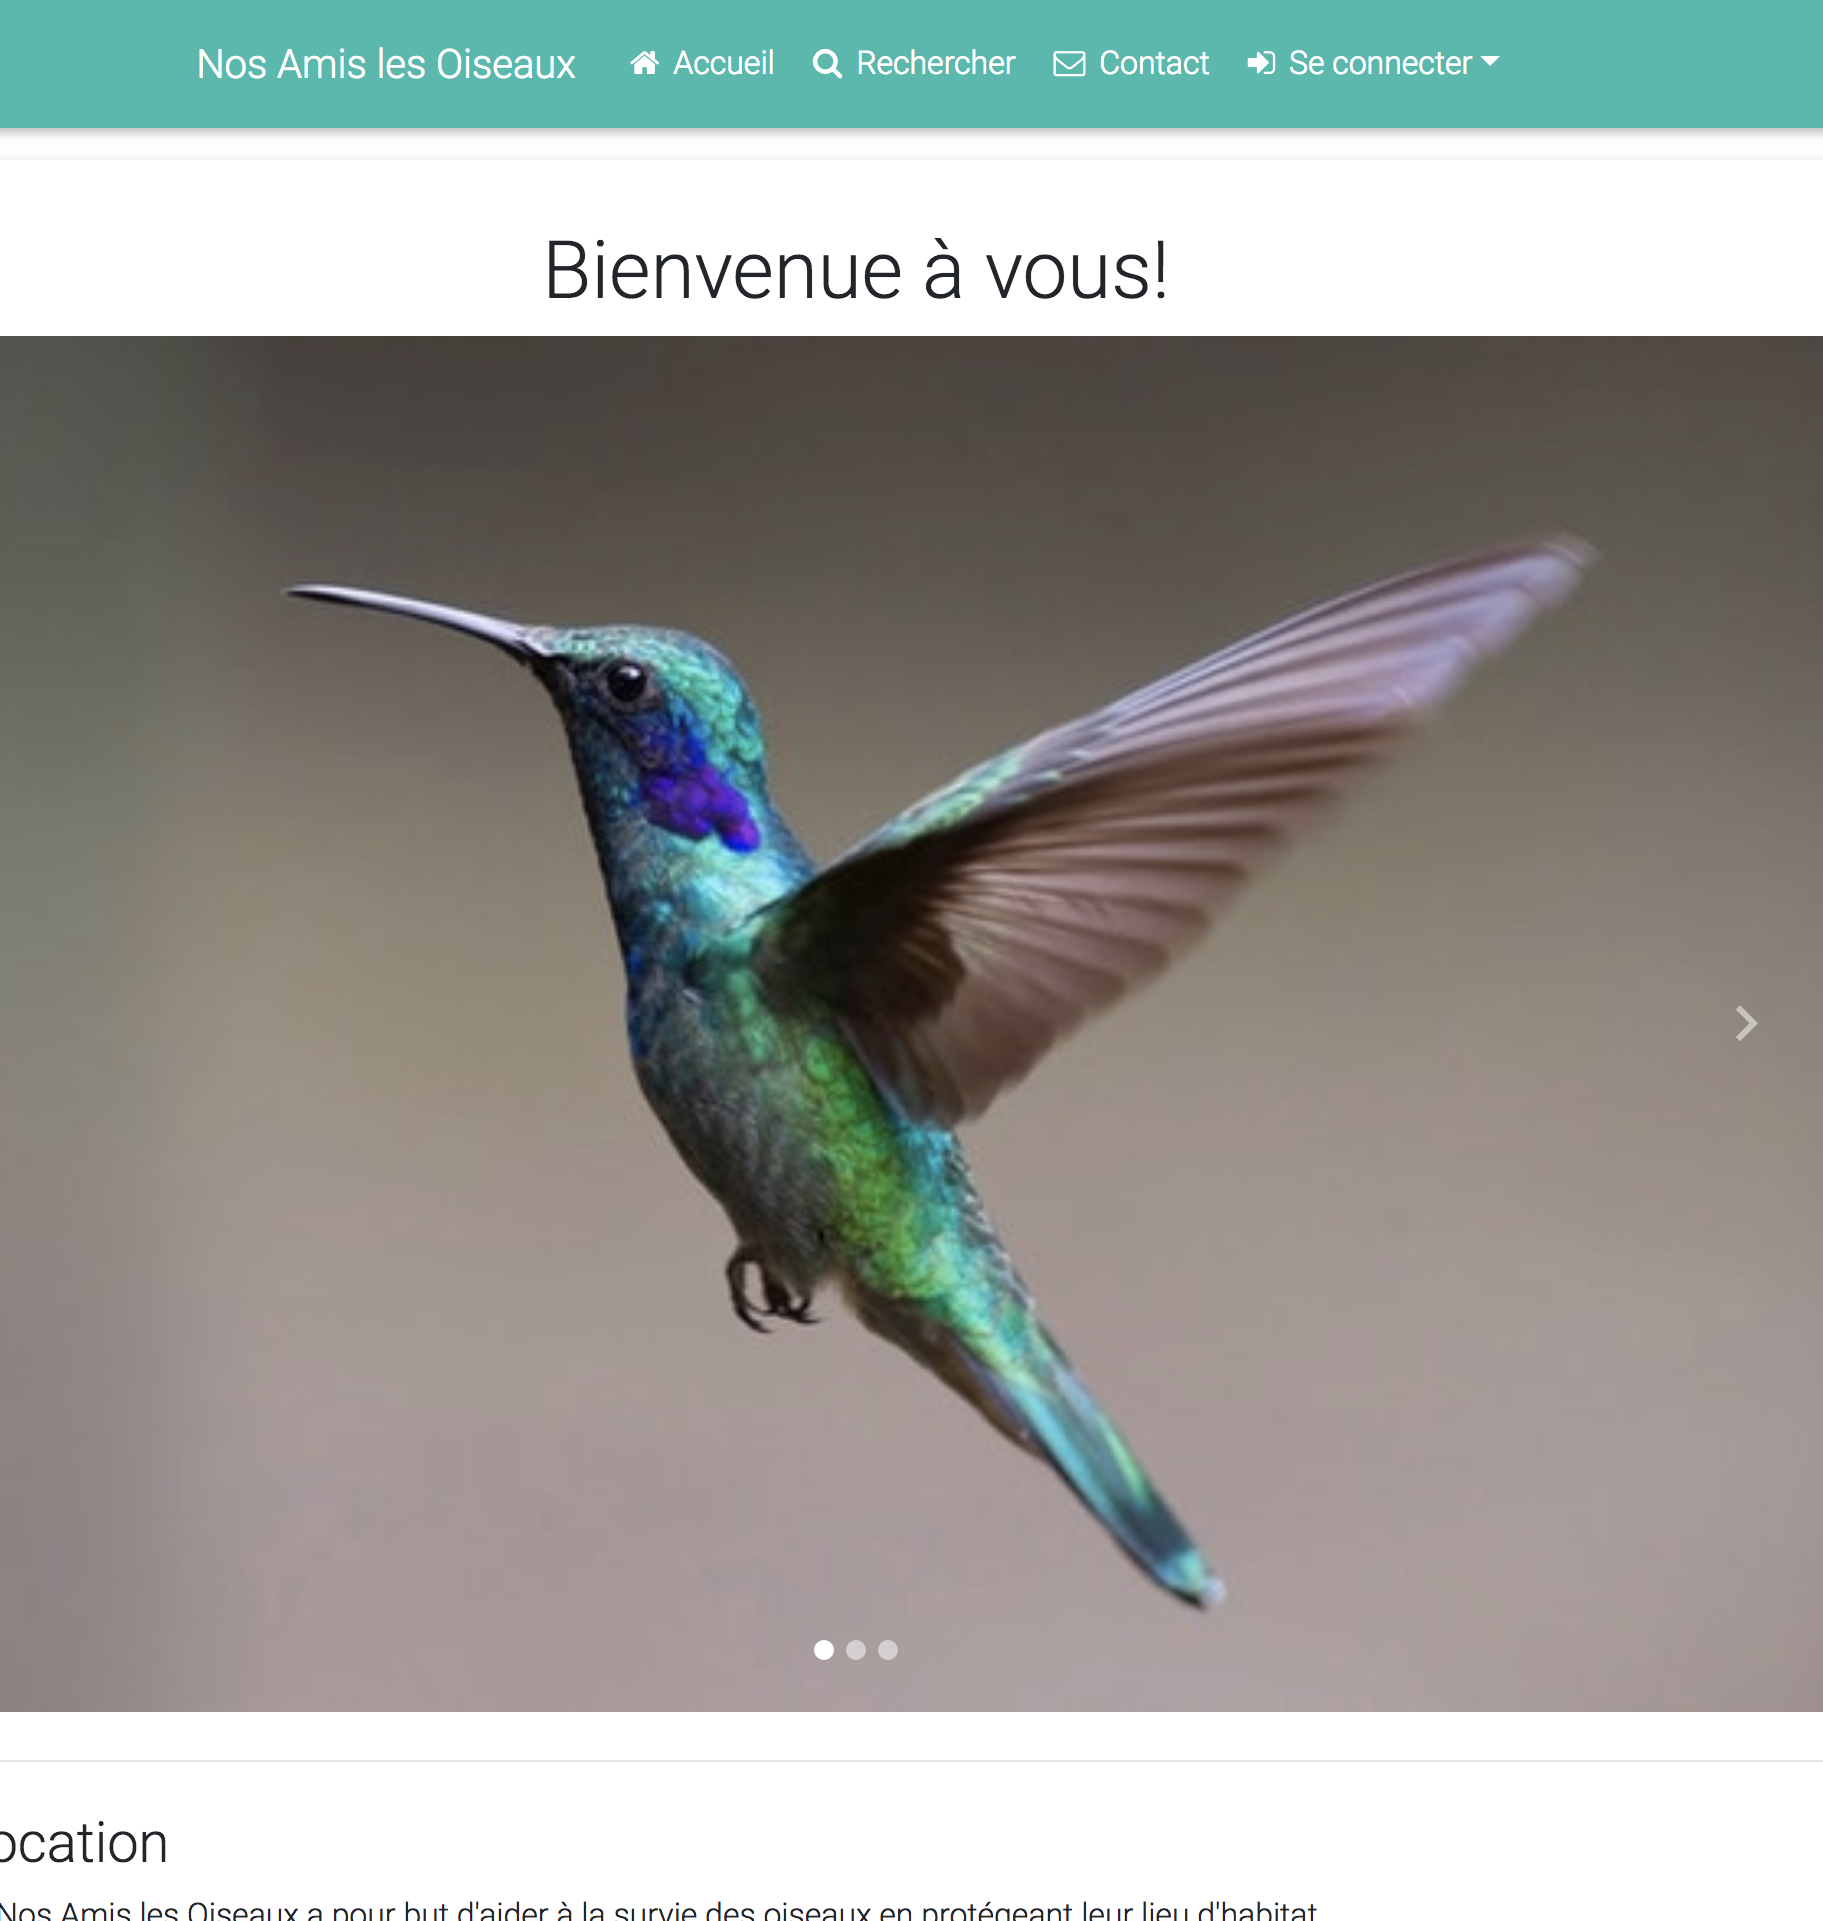 Nos Amis les Oiseaux Accueil Rechercher Contact Se connecter
Bienvenue à vous!
ocation
Nos Amis les Oiseaux a pour but d'aider à la survie des oiseaux en protégeant leur lieu d'habitat